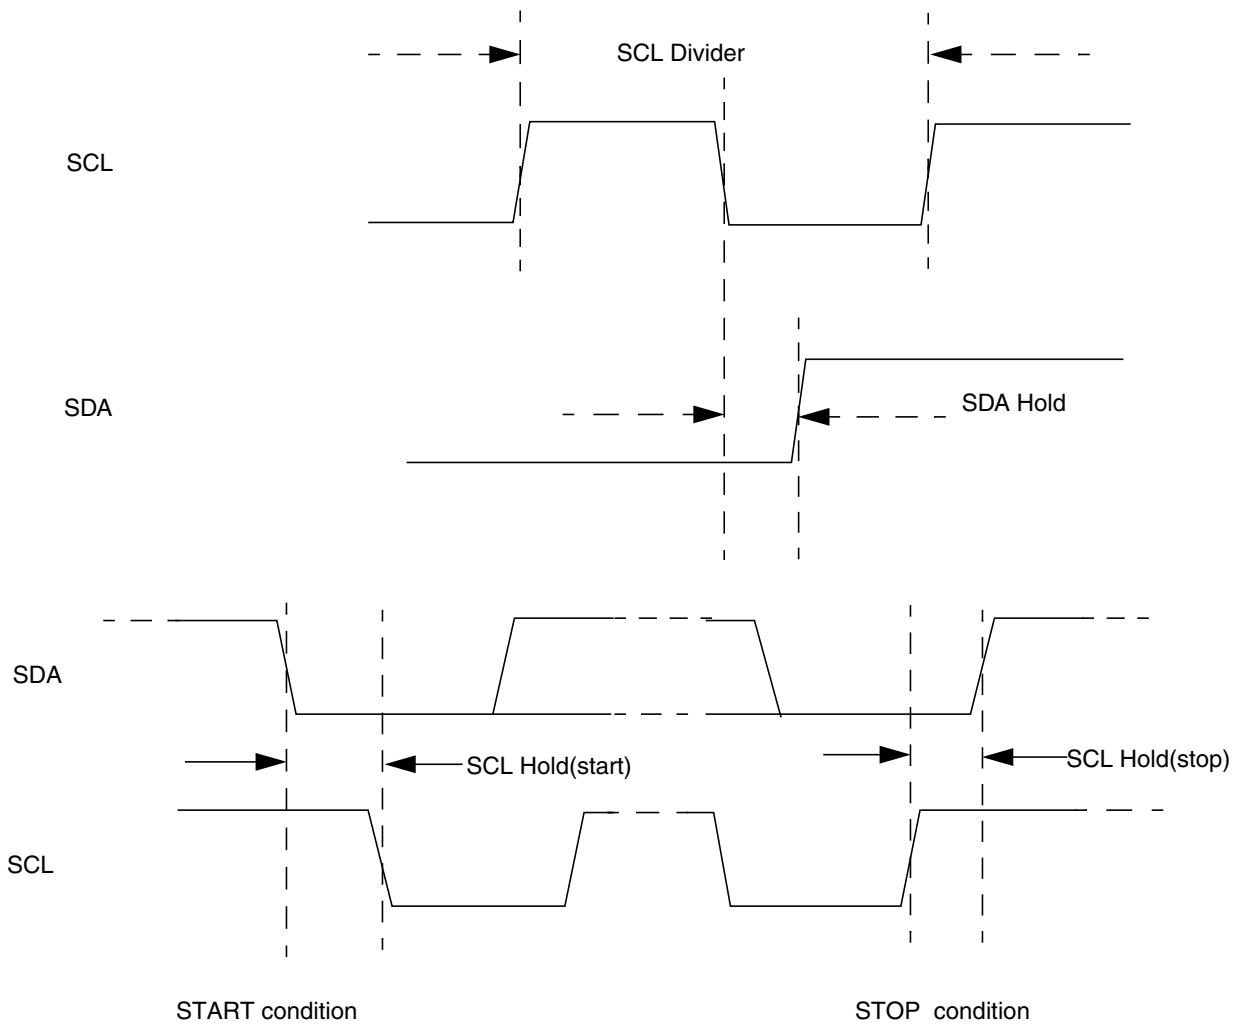 SCL Divider
SCL
SDA
SDA Hold
SDA
SCL Hold(start)
SCL Hold(stop)
SCL
START condition
STOP condition